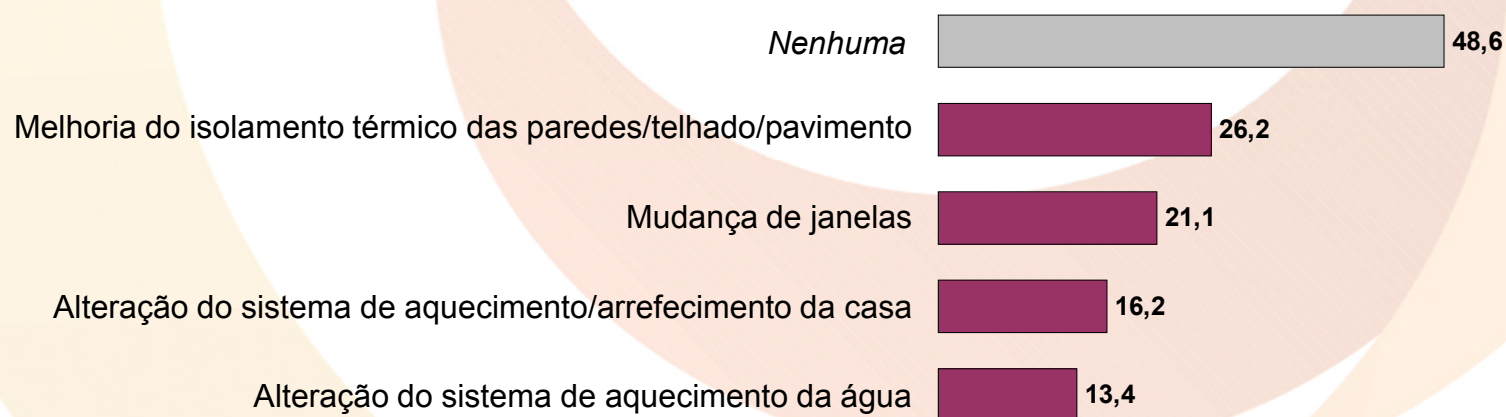 Nenhuma 48,6
Melhoria do isolamento térmico das paredes/telhado/pavimento 26,2
Mudança de janelas 21,1
Alteração do sistema de aquecimento/arrefecimento da casa 16,2
Alteração do sistema de aquecimento da água 13,4